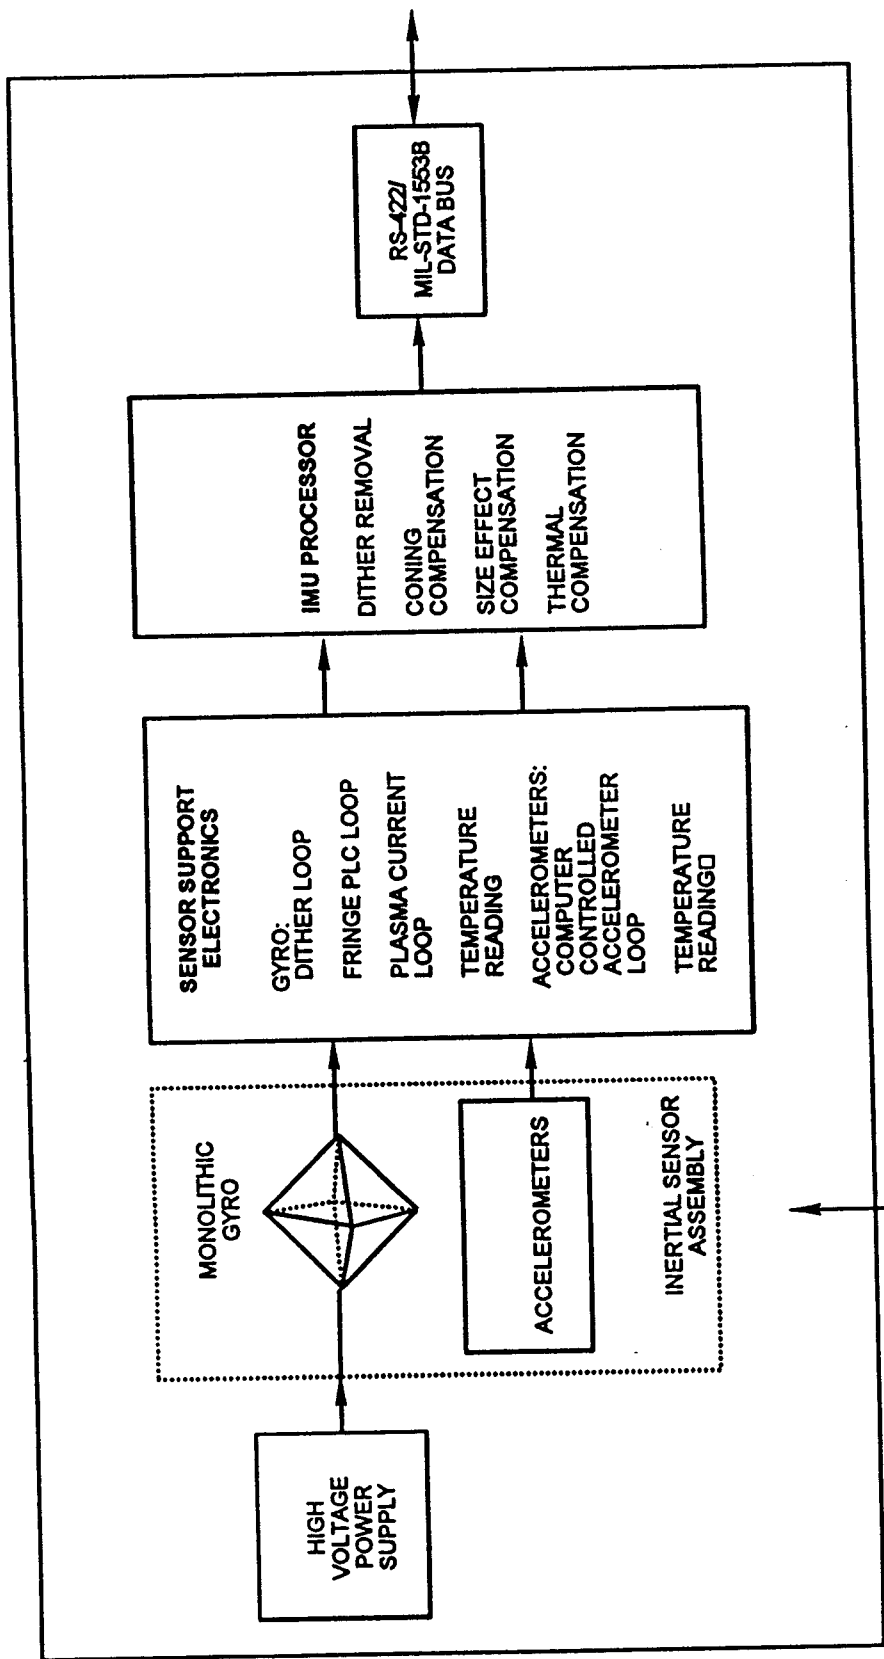 HIGH
VOLTAGE
POWER
SUPPLY
MONOLITHIC
GYRO
ACCELEROMETERS
INERTIAL SENSOR
ASSEMBLY
SENSOR SUPPORT
ELECTRONICS
GYRO:
DITHER LOOP
FRINGE PLC LOOP
PLASMA CURRENT
LOOP
TEMPERATURE
READING
ACCELEROMETERS:
COMPUTER
CONTROLLED
ACCELEROMETER
LOOP
TEMPERATURE
READING□
IMU PROCESSOR
DITHER REMOVAL
CONING
COMPENSATION
SIZE EFFECT
COMPENSATION
THERMAL
COMPENSATION
RS-422/
MIL-STD-1553B
DATA BUS